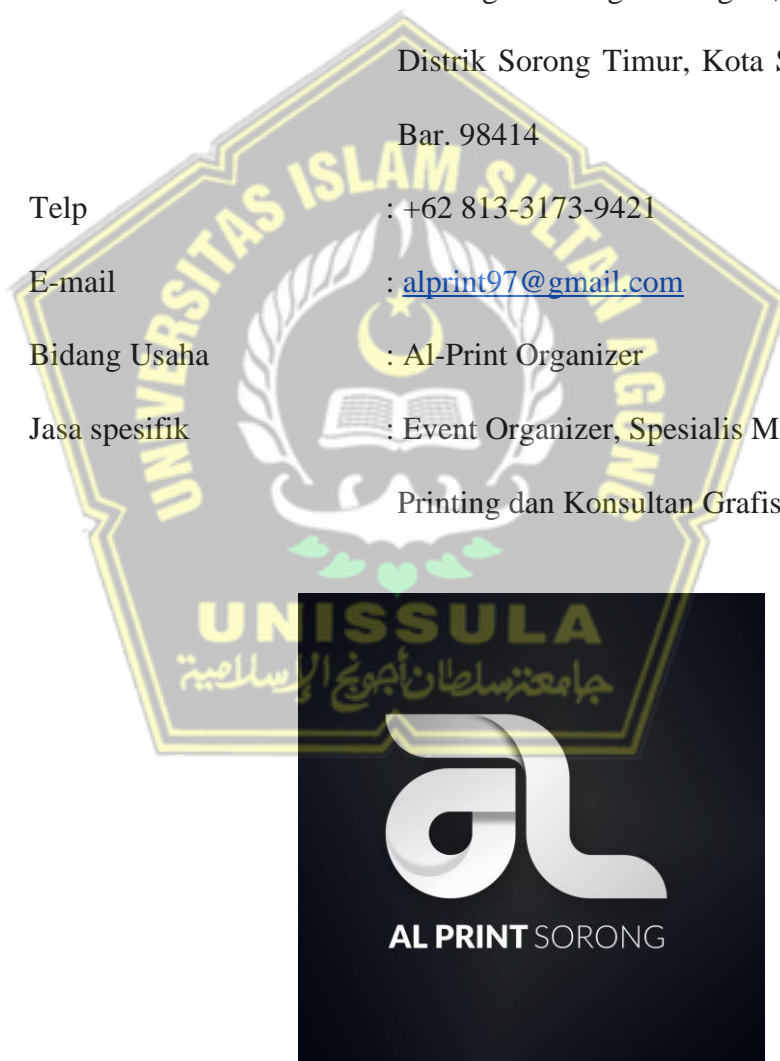 Distrik Sorong Timur, Kota
Bar. 98414
Telp : +62 813-3173-9421
E-mail : alprint97@gmail.com
Bidang Usaha : Al-Print Organizer
Jasa spesifik : Event Organizer, Spesialis
Printing dan Konsultan Grafis
UNIVERSITAS ISLAM SULTAN AGUNG
UNISSULA
جامعتنسلطان أجونج الإسلامية
al
AL PRINT SORONG